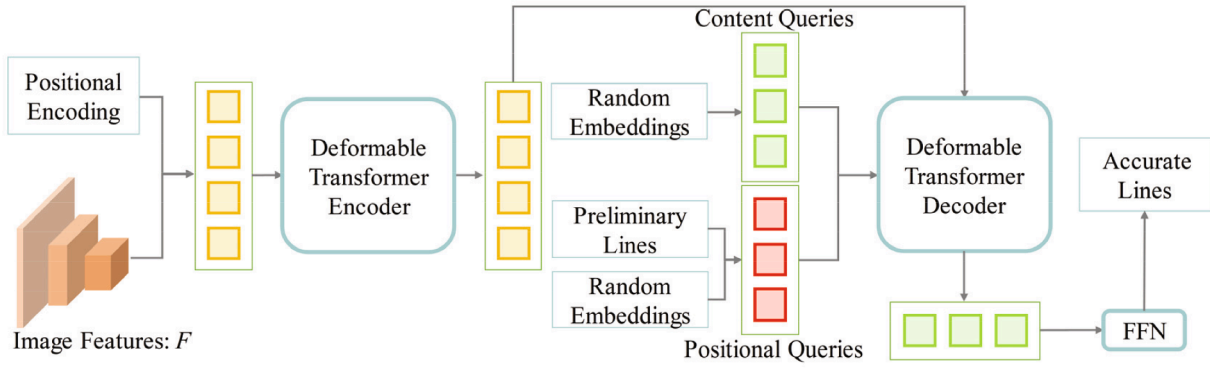 Positional
Encoding
Image Features: F
Deformable
Transformer
Encoder
Content Queries
Random
Embeddings
Preliminary
Lines
Random
Embeddings
Positional Queries
Deformable
Transformer
Decoder
Accurate
Lines
FFN